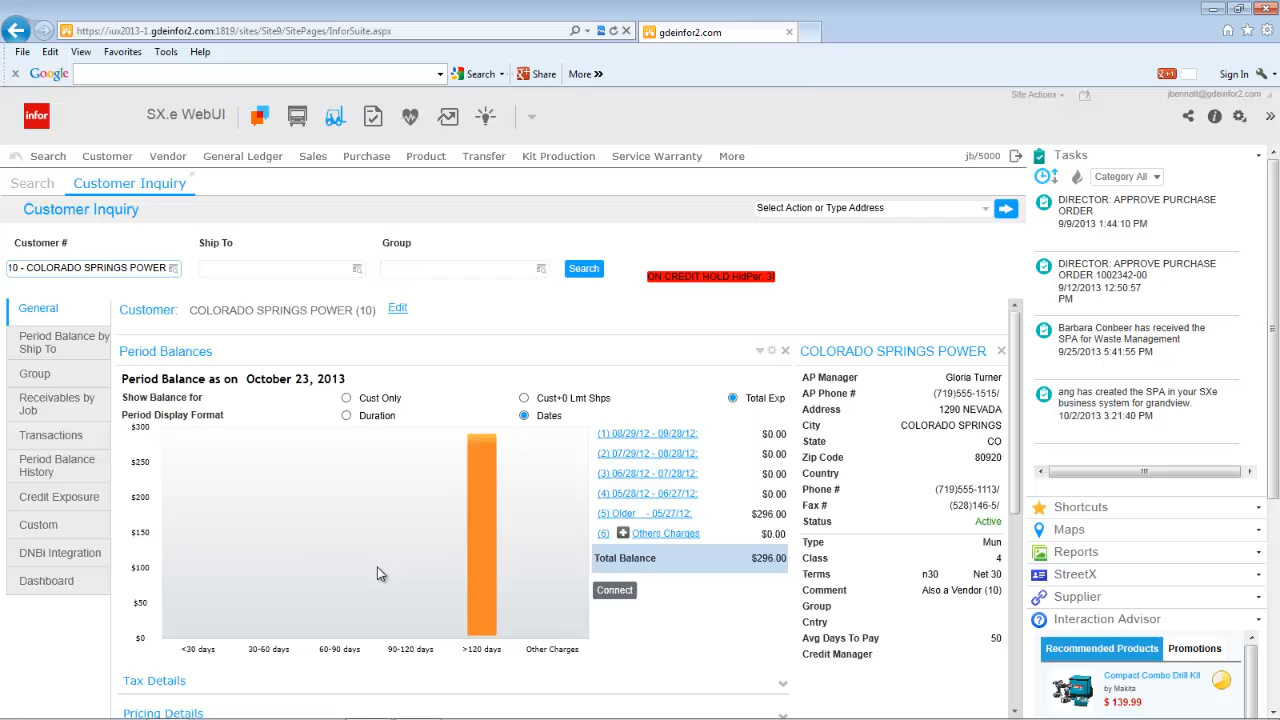 https://iux2013-1.gdeinfor2.com:1819/sites/Site9/SitePages/InforSuite.aspx
gdeinfor2.com
File Edit View Favorites Tools Help
Google Search Share More Sign In
Site Actions jbennett@gdeinfor2.com
infor SX.e WebUI
Search Customer Vendor General Ledger Sales Purchase Product Transfer Kit Production Service Warranty More jb/5000
Search Customer Inquiry
Customer Inquiry Select Action or Type Address
Customer # Ship To Group
10 - COLORADO SPRINGS POWER Search
ON CREDIT HOLD HldPer: 3!
General
Period Balance by
Ship To
Group
Receivables by
Job
Transactions
Period Balance
History
Credit Exposure
Custom
DNBi Integration
Dashboard
Customer: COLORADO SPRINGS POWER (10) Edit
Period Balances
Period Balance as on October 23, 2013
Show Balance for Cust Only Cust+0 Lmt Shps Total Exp
Period Display Format Duration Dates
$300
$250
$200
$150
$100
$50
$0
<30 days 30-60 days 60-90 days 90-120 days >120 days Other Charges
(1) 08/29/12 - 09/28/12: $0.00
(2) 07/29/12 - 08/28/12: $0.00
(3) 06/28/12 - 07/28/12: $0.00
(4) 05/28/12 - 06/27/12: $0.00
(5) Older - 05/27/12: $296.00
(6) Others Charges $0.00
Total Balance $296.00
Connect
Tax Details
Pricing Details
COLORADO SPRINGS POWER
AP Manager Gloria Turner
AP Phone # (719)555-1515/
Address 1290 NEVADA
City COLORADO SPRINGS
State CO
Zip Code 80920
Country
Phone # (719)555-1113/
Fax # (528)146-5/
Status Active
Type Mun
Class 4
Terms n30 Net 30
Comment Also a Vendor (10)
Group
Cntry
Avg Days To Pay 50
Credit Manager
Tasks
Category All
DIRECTOR: APPROVE PURCHASE
ORDER
9/9/2013 1:44:10 PM
DIRECTOR: APPROVE PURCHASE
ORDER 1002342-00
9/12/2013 12:50:57
PM
Barbara Conbeer has received the
SPA for Waste Management
9/25/2013 5:41:55 PM
ang has created the SPA in your SXe
business system for grandview.
10/2/2013 3:21:40 PM
Shortcuts
Maps
Reports
StreetX
Supplier
Interaction Advisor
Recommended Products Promotions
Compact Combo Drill Kit
by Makita
$ 139.99